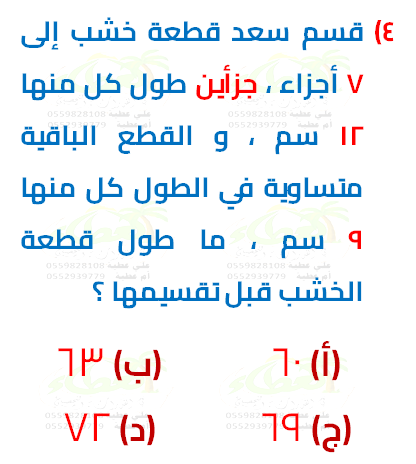 ٤) قسم سعد قطعة خشب إلى
٧ أجزاء ، جزأين طول كل منها
١٢ سم ، و القطع الباقية
متساوية في الطول كل منها
٩ سم ، ما طول قطعة
الخشب قبل تقسيمها ؟
(أ) ٦٠ (ب) ٦٣
(ج) ٦٩ (د) ٧٢